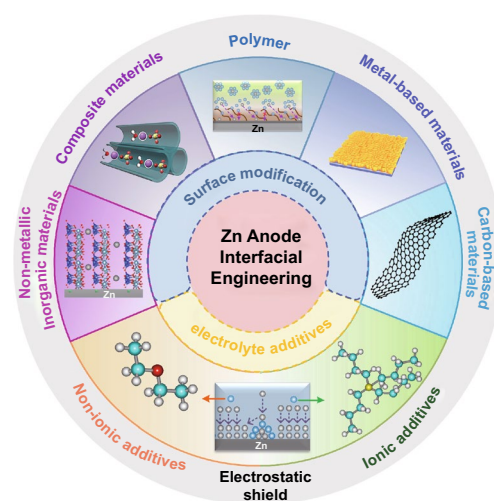 Polymer
Metal-based materials
Carbon-based
materials
Composite materials
Non-metallic
Inorganic materials
Zn
Zn
Surface modification
Zn Anode
Interfacial
Engineering
electrolyte additives
Non-ionic additives
Zn
Electrostatic
shield
Ionic additives